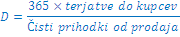 D = 365 × terjatve do kupcev
Čisti prihodki od prodaja